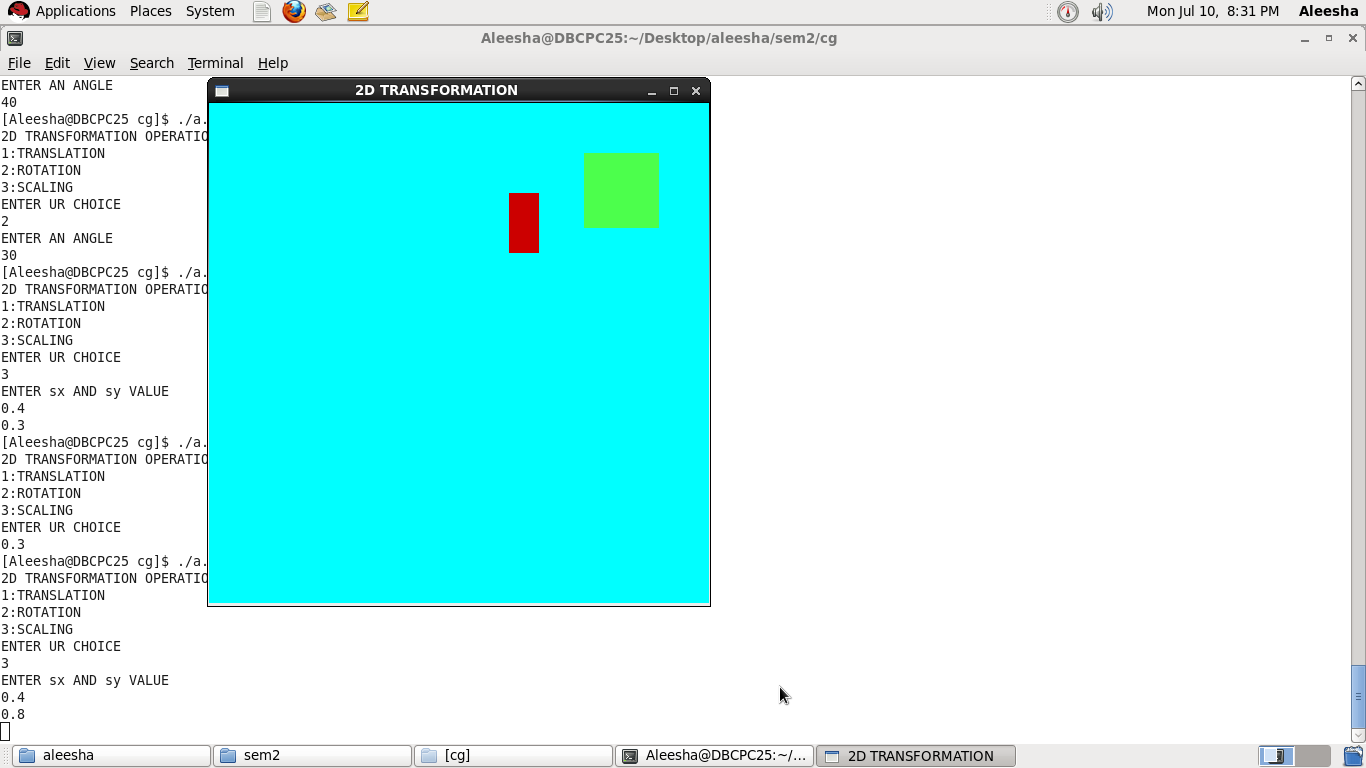 Applications Places System
Mon Jul 10, 8:31 PM Aleesha
Aleesha@DBCPC25:~/Desktop/aleesha/sem2/cg
File Edit View Search Terminal Help
2D TRANSFORMATION
ENTER AN ANGLE
40
[Aleesha@DBCPC25 cg]$ ./a.
2D TRANSFORMATION OPERATIO
1:TRANSLATION
2:ROTATION
3:SCALING
ENTER UR CHOICE
2
ENTER AN ANGLE
30
[Aleesha@DBCPC25 cg]$ ./a.
2D TRANSFORMATION OPERATIO
1:TRANSLATION
2:ROTATION
3:SCALING
ENTER UR CHOICE
3
ENTER sx AND sy VALUE
0.4
0.3
[Aleesha@DBCPC25 cg]$ ./a.
2D TRANSFORMATION OPERATIO
1:TRANSLATION
2:ROTATION
3:SCALING
ENTER UR CHOICE
0.3
[Aleesha@DBCPC25 cg]$ ./a.
2D TRANSFORMATION OPERATIO
1:TRANSLATION
2:ROTATION
3:SCALING
ENTER UR CHOICE
3
ENTER sx AND sy VALUE
0.4
0.8
aleesha sem2 [cg] Aleesha@DBCPC25:~/... 2D TRANSFORMATION